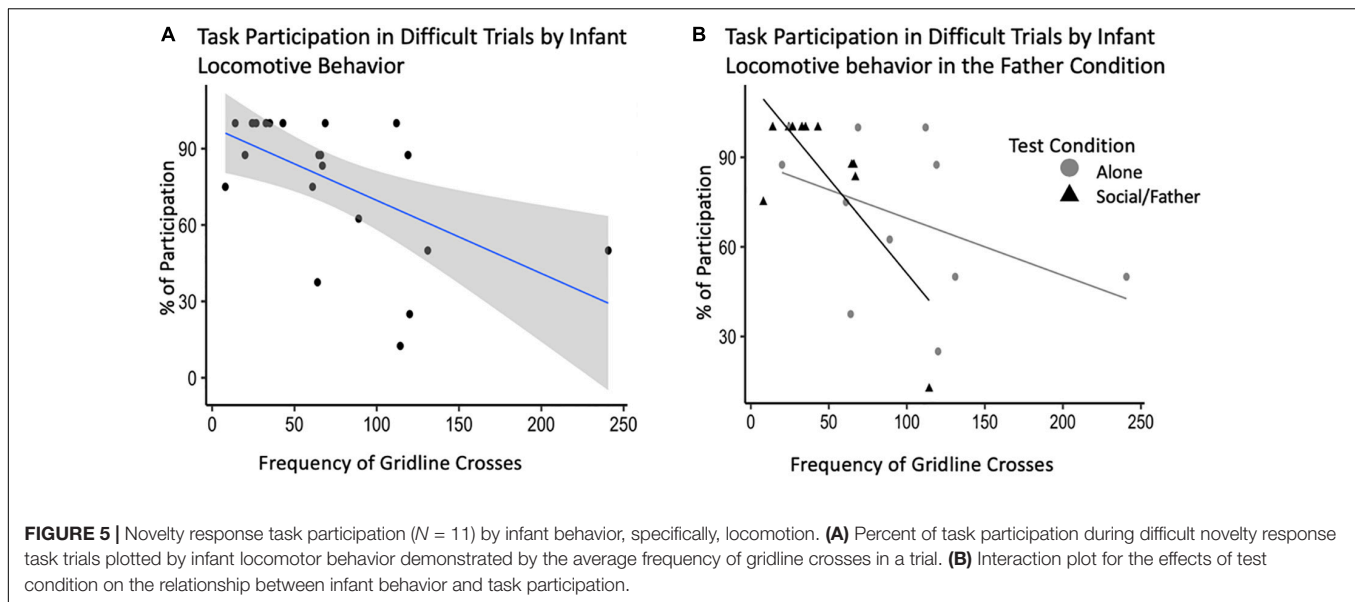 A Task Participation in Difficult Trials by Infant
Locomotive Behavior
% of Participation
90
60
30
0
0 50 100 150 200 250
Frequency of Gridline Crosses
B Task Participation in Difficult Trials by Infant
Locomotive behavior in the Father Condition
% of Participation
90
60
30
0 50 100 150 200 250
Frequency of Gridline Crosses
Test Condition
Alone
Social/Father
FIGURE 5 | Novelty response task participation (N = 11) by infant behavior, specifically, locomotion. (A) Percent of task participation during difficult novelty response
task trials plotted by infant locomotor behavior demonstrated by the average frequency of gridline crosses in a trial. (B) Interaction plot for the effects of test
condition on the relationship between infant behavior and task participation.